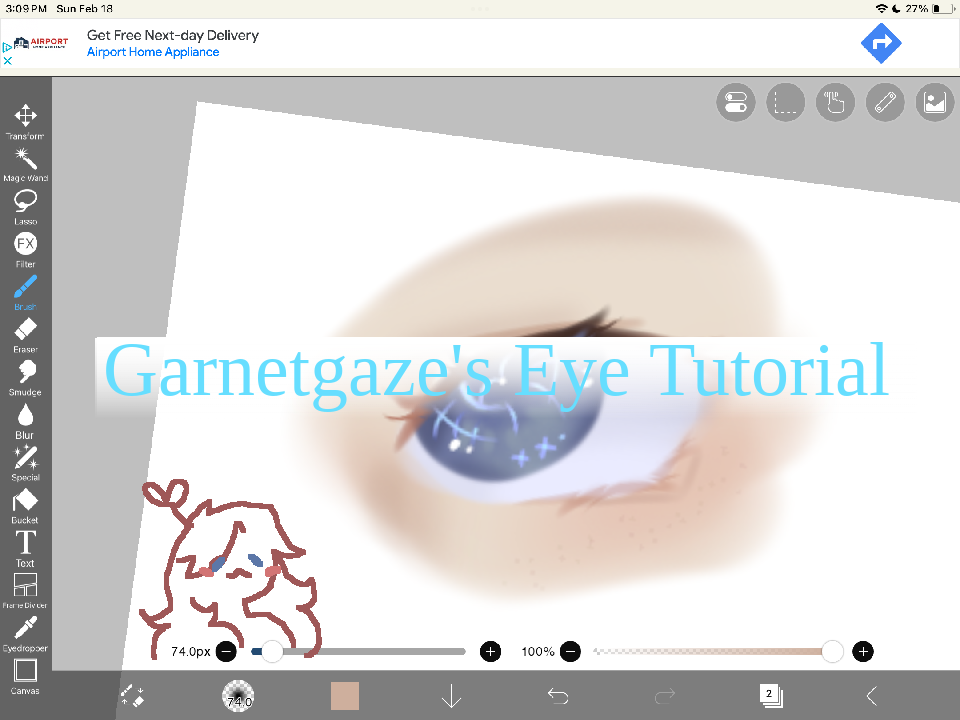 3:09 PM Sun Feb 18
27%
AIRPORT
Get Free Next-day Delivery
Airport Home Appliance
Transform
Magic Wand
Lasso
FX
Filter
Brush
Eraser
Smudge
Blur
Special
Bucket
T
Text
Frame Divider
Eyedropper
Canvas
Garnetgaze's Eye Tutorial
74.0px
100%
74.0
2